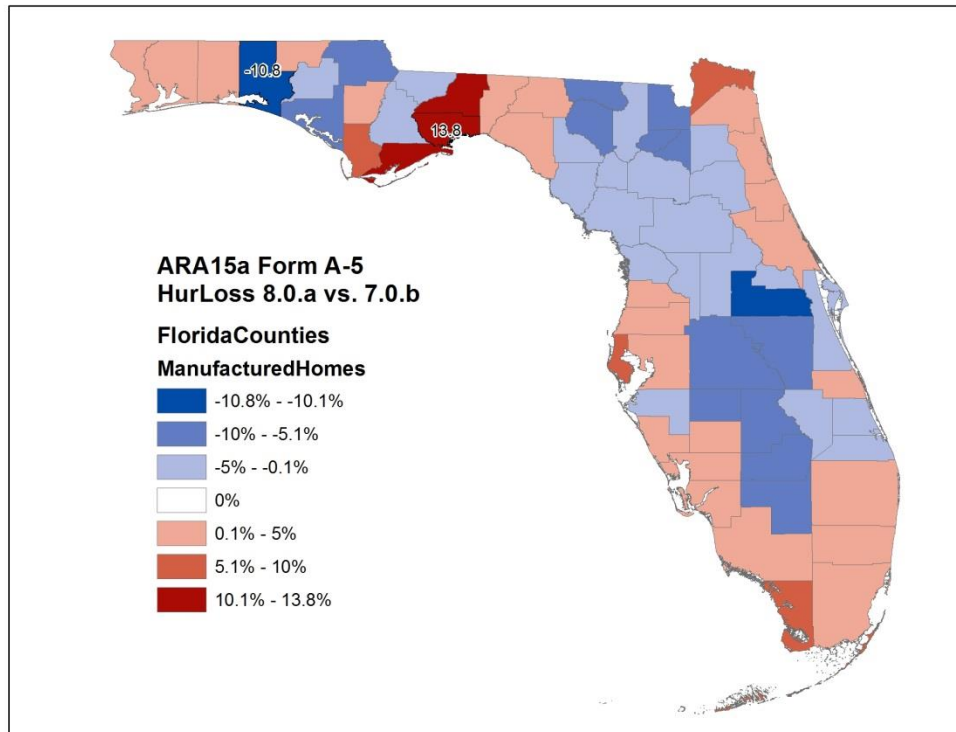 -10.8
13.8
ARA15a Form A-5
HurLoss 8.0.a vs. 7.0.b
FloridaCounties
ManufacturedHomes
-10.8% - -10.1%
-10% - -5.1%
-5% - -0.1%
0%
0.1% - 5%
5.1% - 10%
10.1% - 13.8%